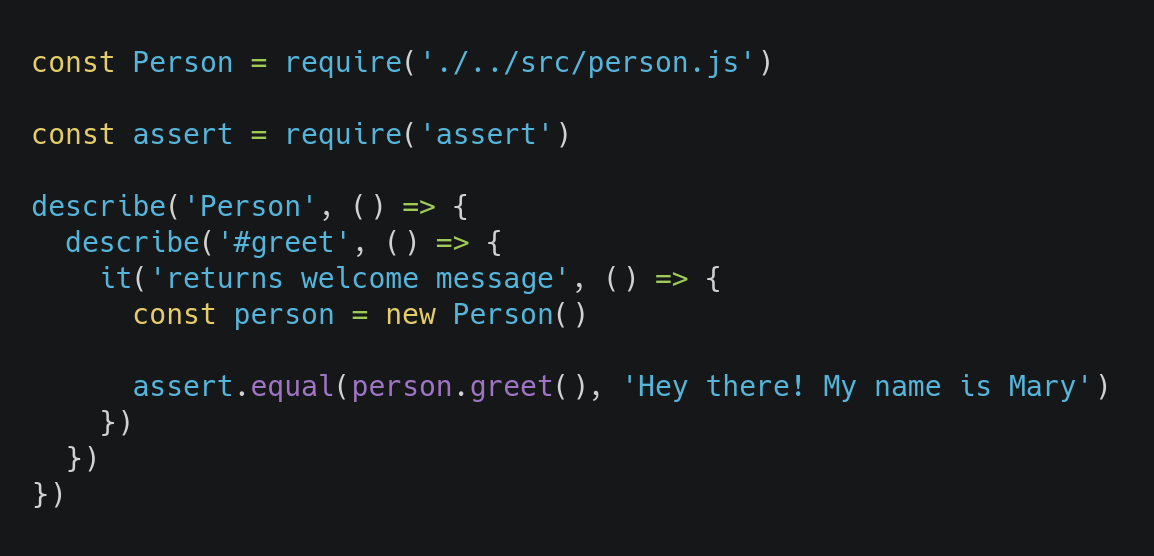 const Person = require('./../src/person.js')
const assert = require('assert')
describe('Person', () => {
  describe('#greet', () => {
    it('returns welcome message', () => {
      const person = new Person()
      assert.equal(person.greet(), 'Hey there! My name is Mary')
    })
  })
})